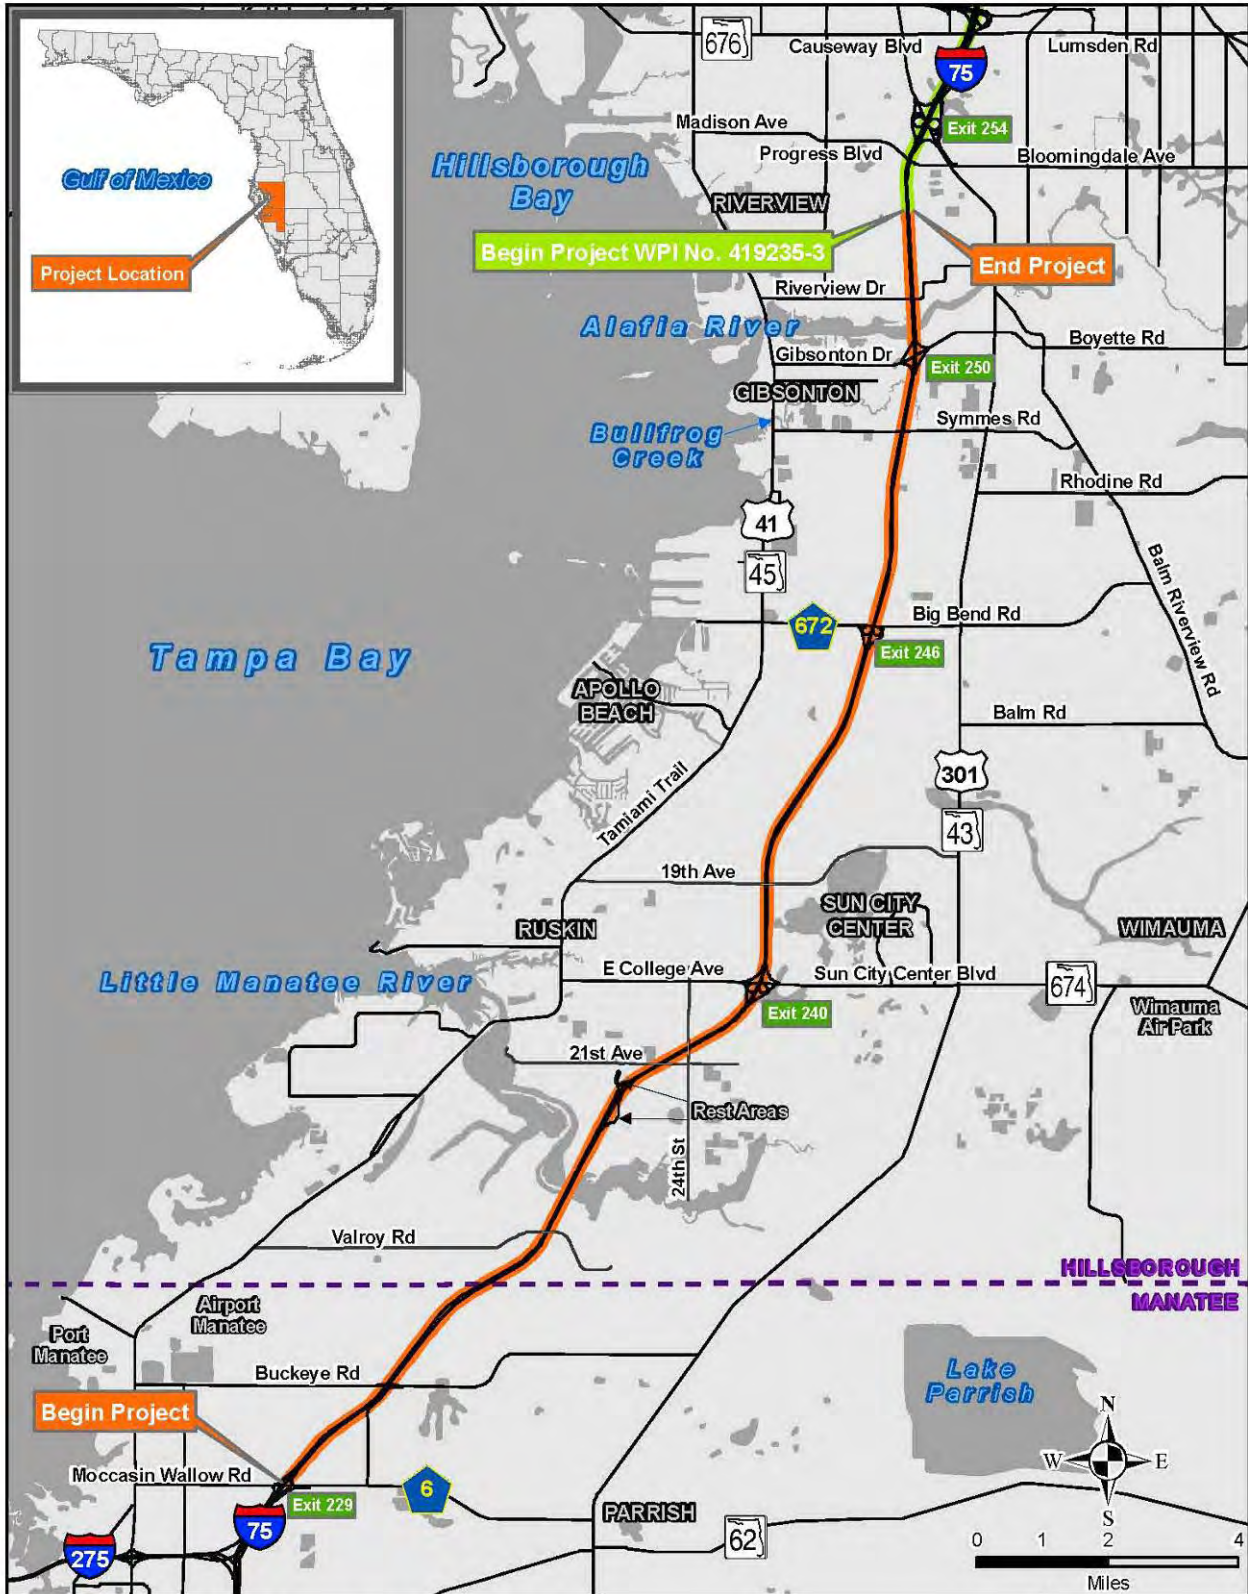 676
Causeway Blvd
Lumsden Rd
75
Gulf of Mexico
Project Location
Madison Ave
Exit 254
Progress Blvd
Bloomingdale Ave
Hillsborough
Bay
RIVERVIEW
Begin Project WPI No. 419235-3
End Project
Riverview Dr
Alafia River
Boyette Rd
Gibsonton Dr
Exit 250
GIBSONTON
Symmes Rd
Bullfrog
Creek
Rhodine Rd
41
45
Balm Riverview Rd
672
Big Bend Rd
Exit 246
Tampa Bay
APOLLO
BEACH
Balm Rd
301
Tamiami Trail
43
19th Ave
SUN CITY
CENTER
RUSKIN
WIMAUMA
E College Ave
Sun City Center Blvd
674
Little Manatee River
Exit 240
Wimauma
Air Park
21st Ave
Rest Areas
24th St
Valroy Rd
HILLSBOROUGH
MANATEE
Airport
Manatee
Port
Manatee
Buckeye Rd
Lake
Parrish
Begin Project
N
W
E
S
Moccasin Wallow Rd
Exit 229
6
75
PARRISH
62
275
0 1 2 4
Miles